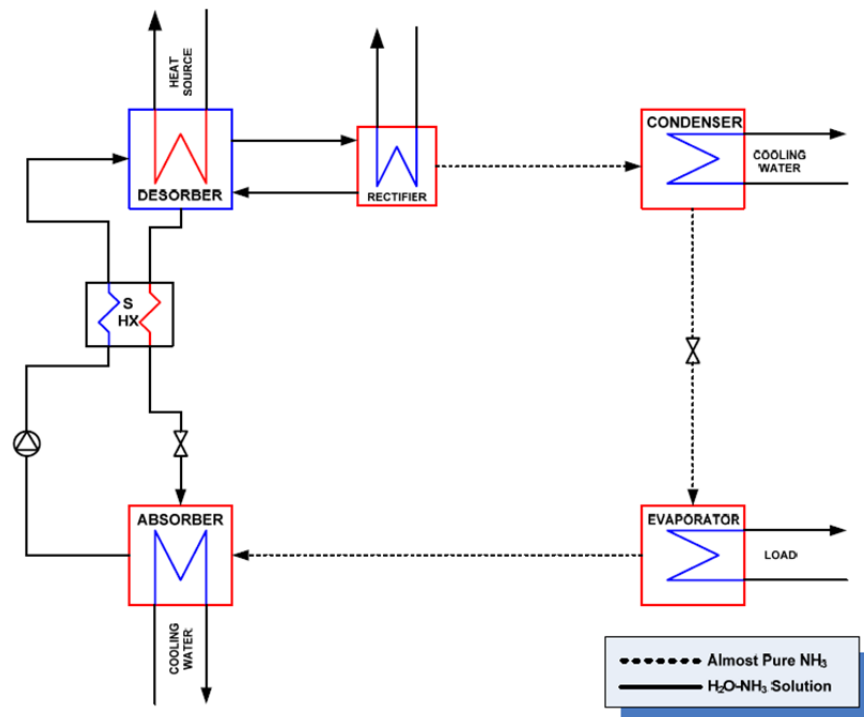 HEAT
SOURCE
DESORBER
RECTIFIER
CONDENSER
COOLING
WATER
S
HX
ABSORBER
EVAPORATOR
LOAD
COOLING
WATER
Almost Pure NH₃
H₂O-NH₃ Solution